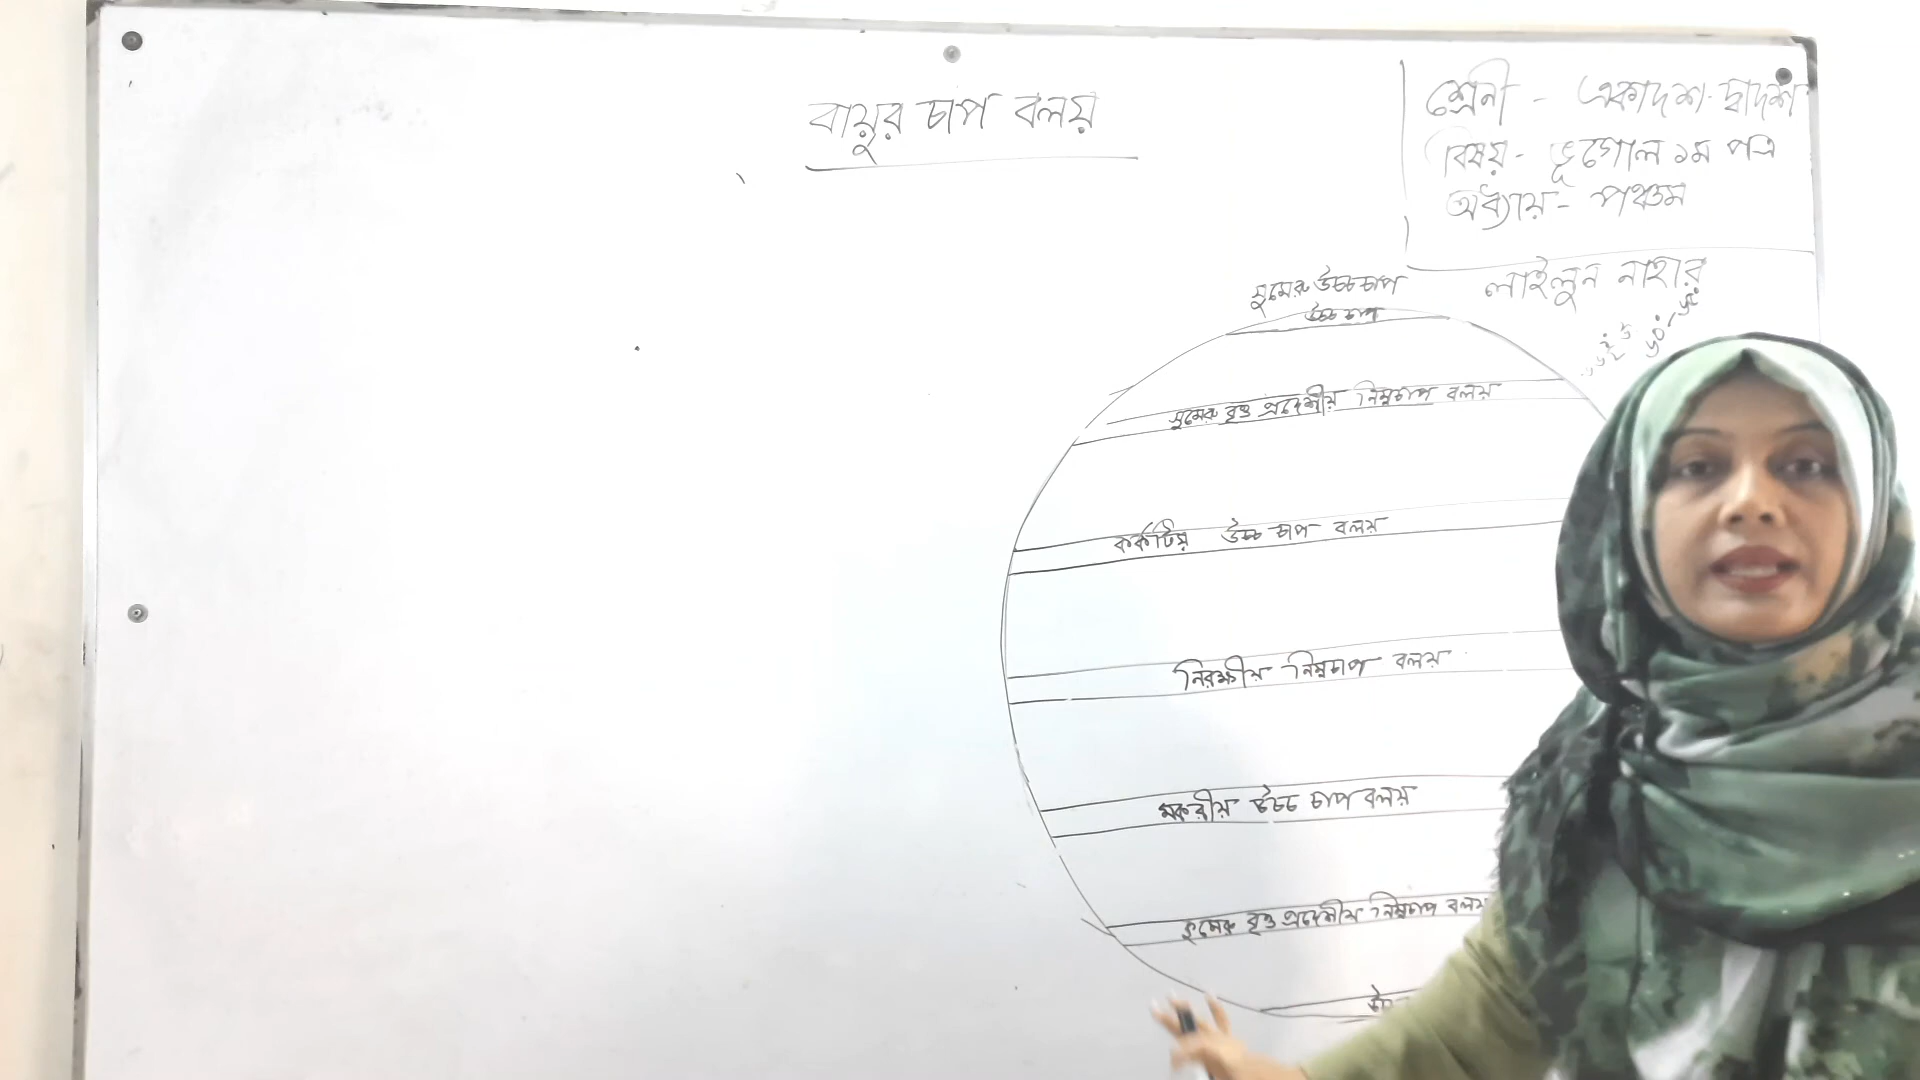 বায়ুর চাপ বলয়
শ্রেনী - একাদশ-দ্বাদশ
বিষয় - ভূগোল ১ম পত্র
অধ্যায় - পঞ্চম
লাইলুন নাহার
সুমেরু উচ্চচাপ
উচ্চ চাপ
সুমেরু বৃত্ত প্রদেশীয় নিম্নচাপ বলয়
কর্কটিয় উচ্চ চাপ বলয়
নিরক্ষীয় নিম্নচাপ বলয়
মকরীয় উচ্চ চাপ বলয়
কুমেরু বৃত্ত প্রদেশীয় নিম্নচাপ বলয়